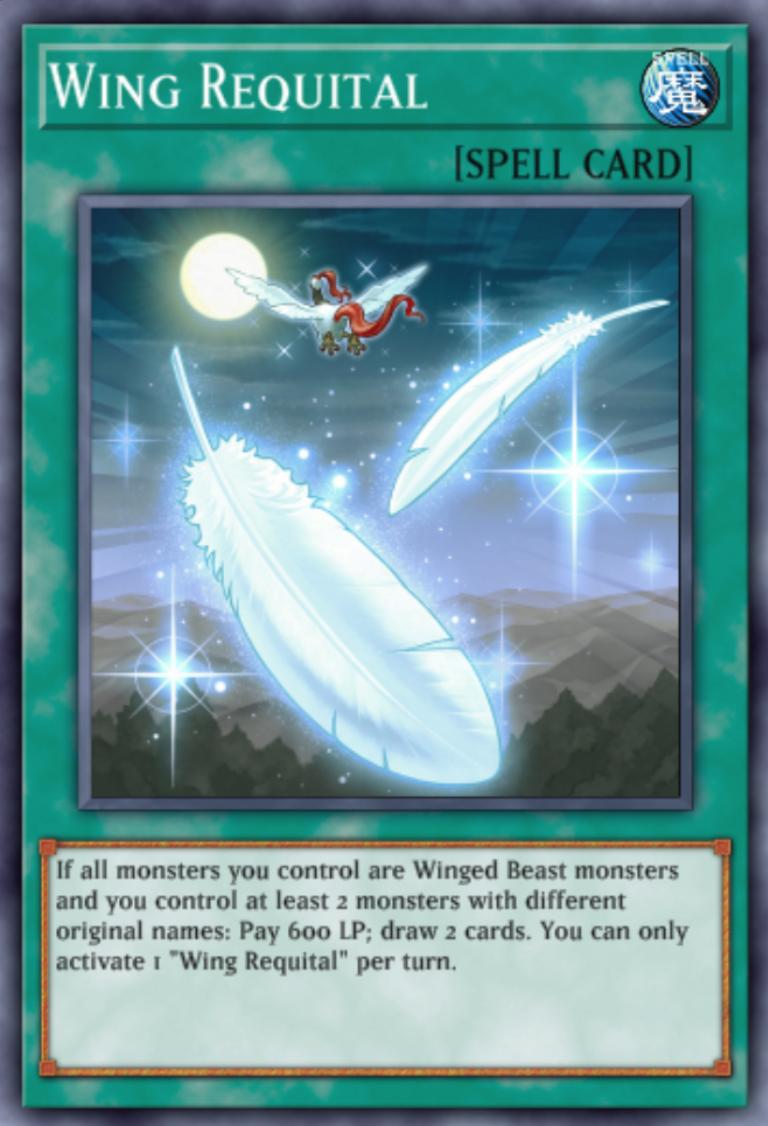 WING REQUITAL
SPELL
魔
[SPELL CARD]
If all monsters you control are Winged Beast monsters
and you control at least 2 monsters with different
original names: Pay 600 LP; draw 2 cards. You can only
activate 1 "Wing Requital" per turn.